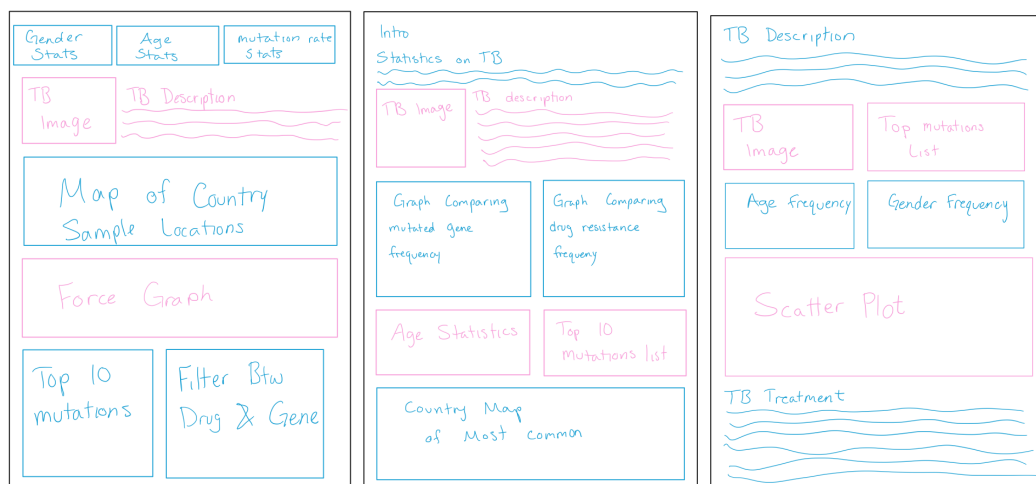 Gender
Stats
Age
Stats
mutation rate
Stats
TB
Image
TB Description
Map of Country
Sample Locations
Force Graph
Top 10
mutations
Filter Btw
Drug & Gene
Intro
Statistics on TB
TB Image
TB description
Graph Comparing
mutated gene
frequency
Graph Comparing
drug resistance
frequeny
Age Statistics
Top 10
mutations list
Country Map
of Most common
TB Description
TB
Image
Top mutations
List
Age frequency
Gender frequency
Scatter Plot
TB Treatment